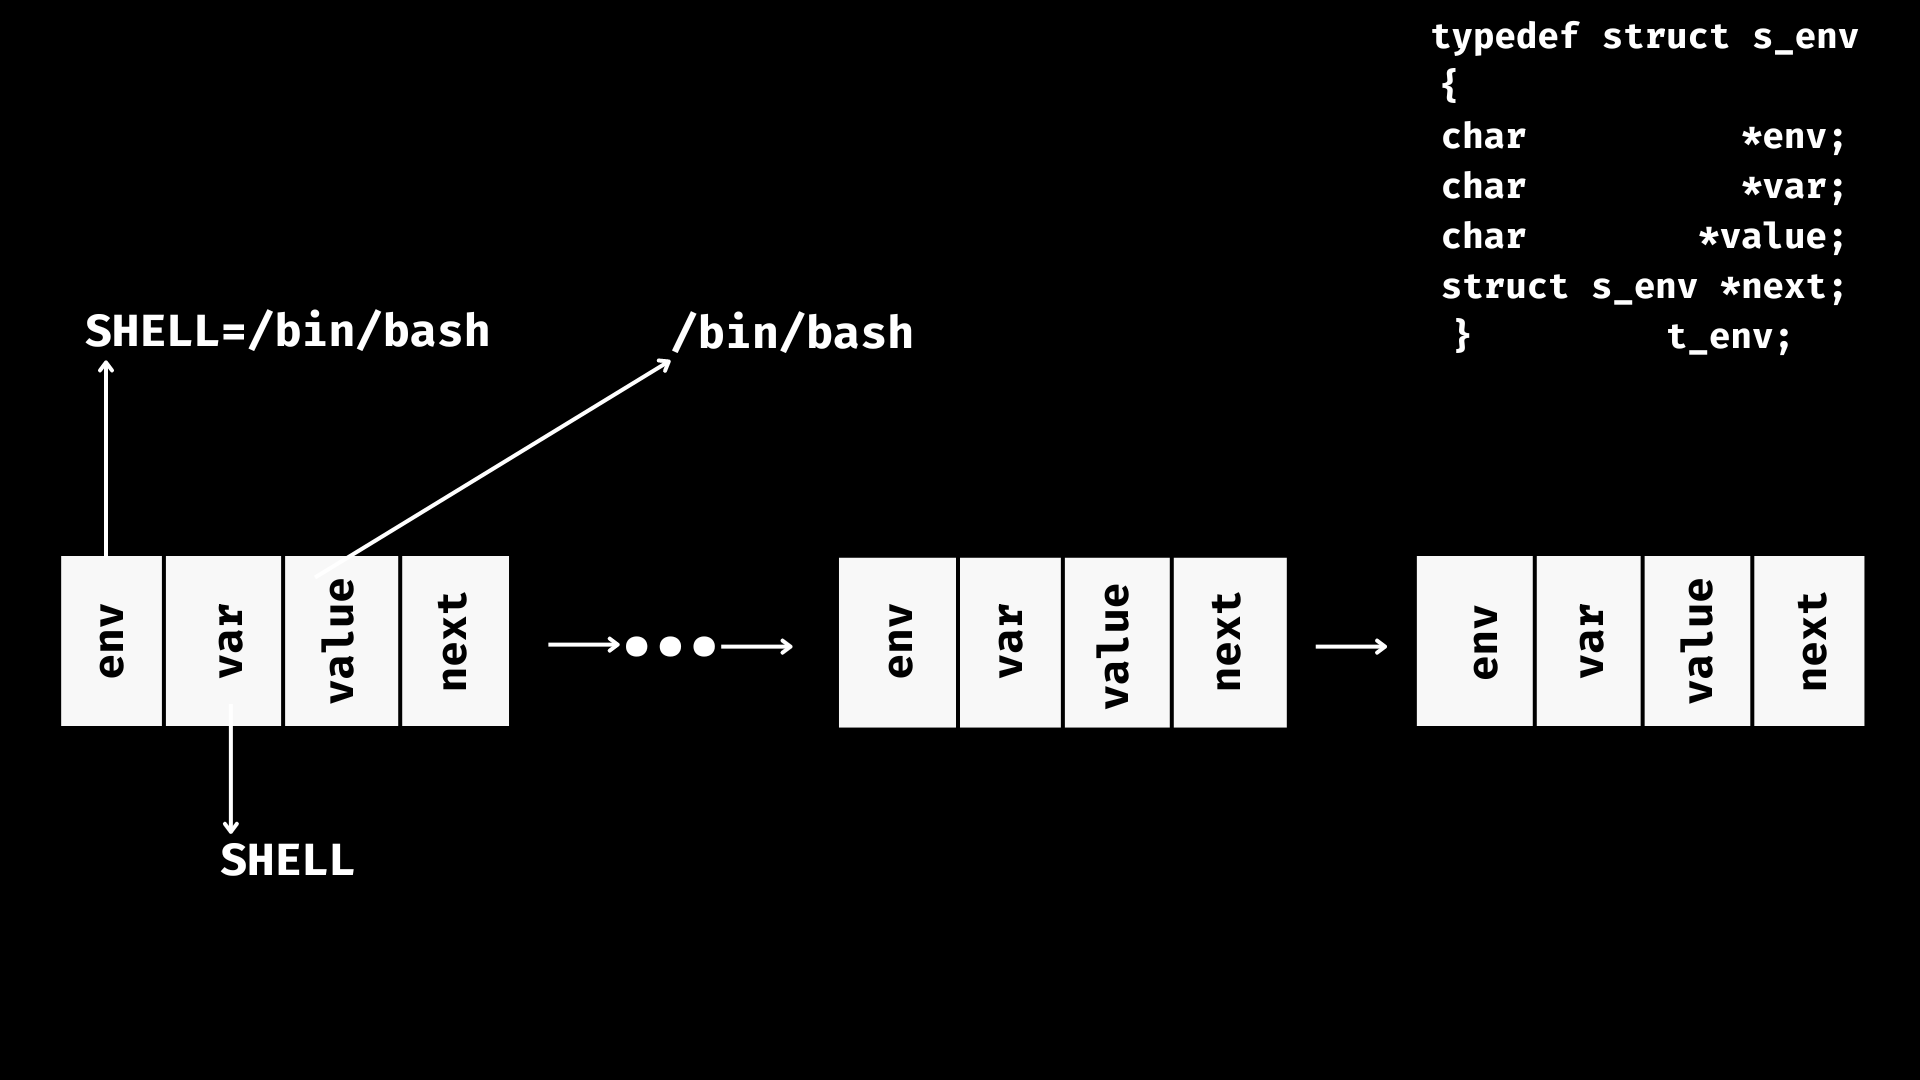 typedef struct s_env
{
char *env;
char *var;
char *value;
struct s_env *next;
} t_env;
SHELL=/bin/bash
/bin/bash
env var value next
env var value next
env var value next
SHELL